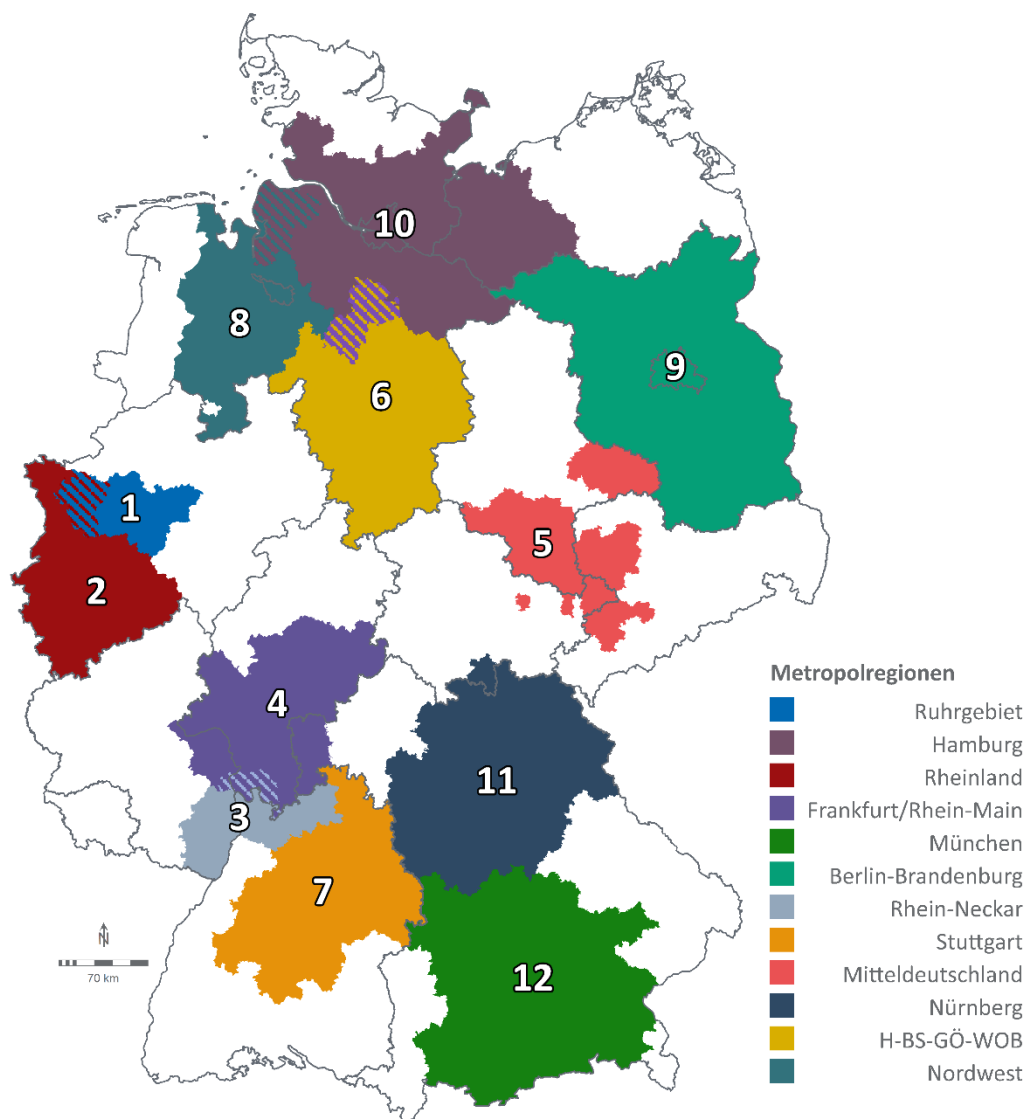 10
8
9
6
1
5
2
4
3
11
7
12
Metropolregionen
Ruhrgebiet
Hamburg
Rheinland
Frankfurt/Rhein-Main
München
Berlin-Brandenburg
Rhein-Neckar
Stuttgart
Mitteldeutschland
Nürnberg
H-BS-GÖ-WOB
Nordwest
N
70 km